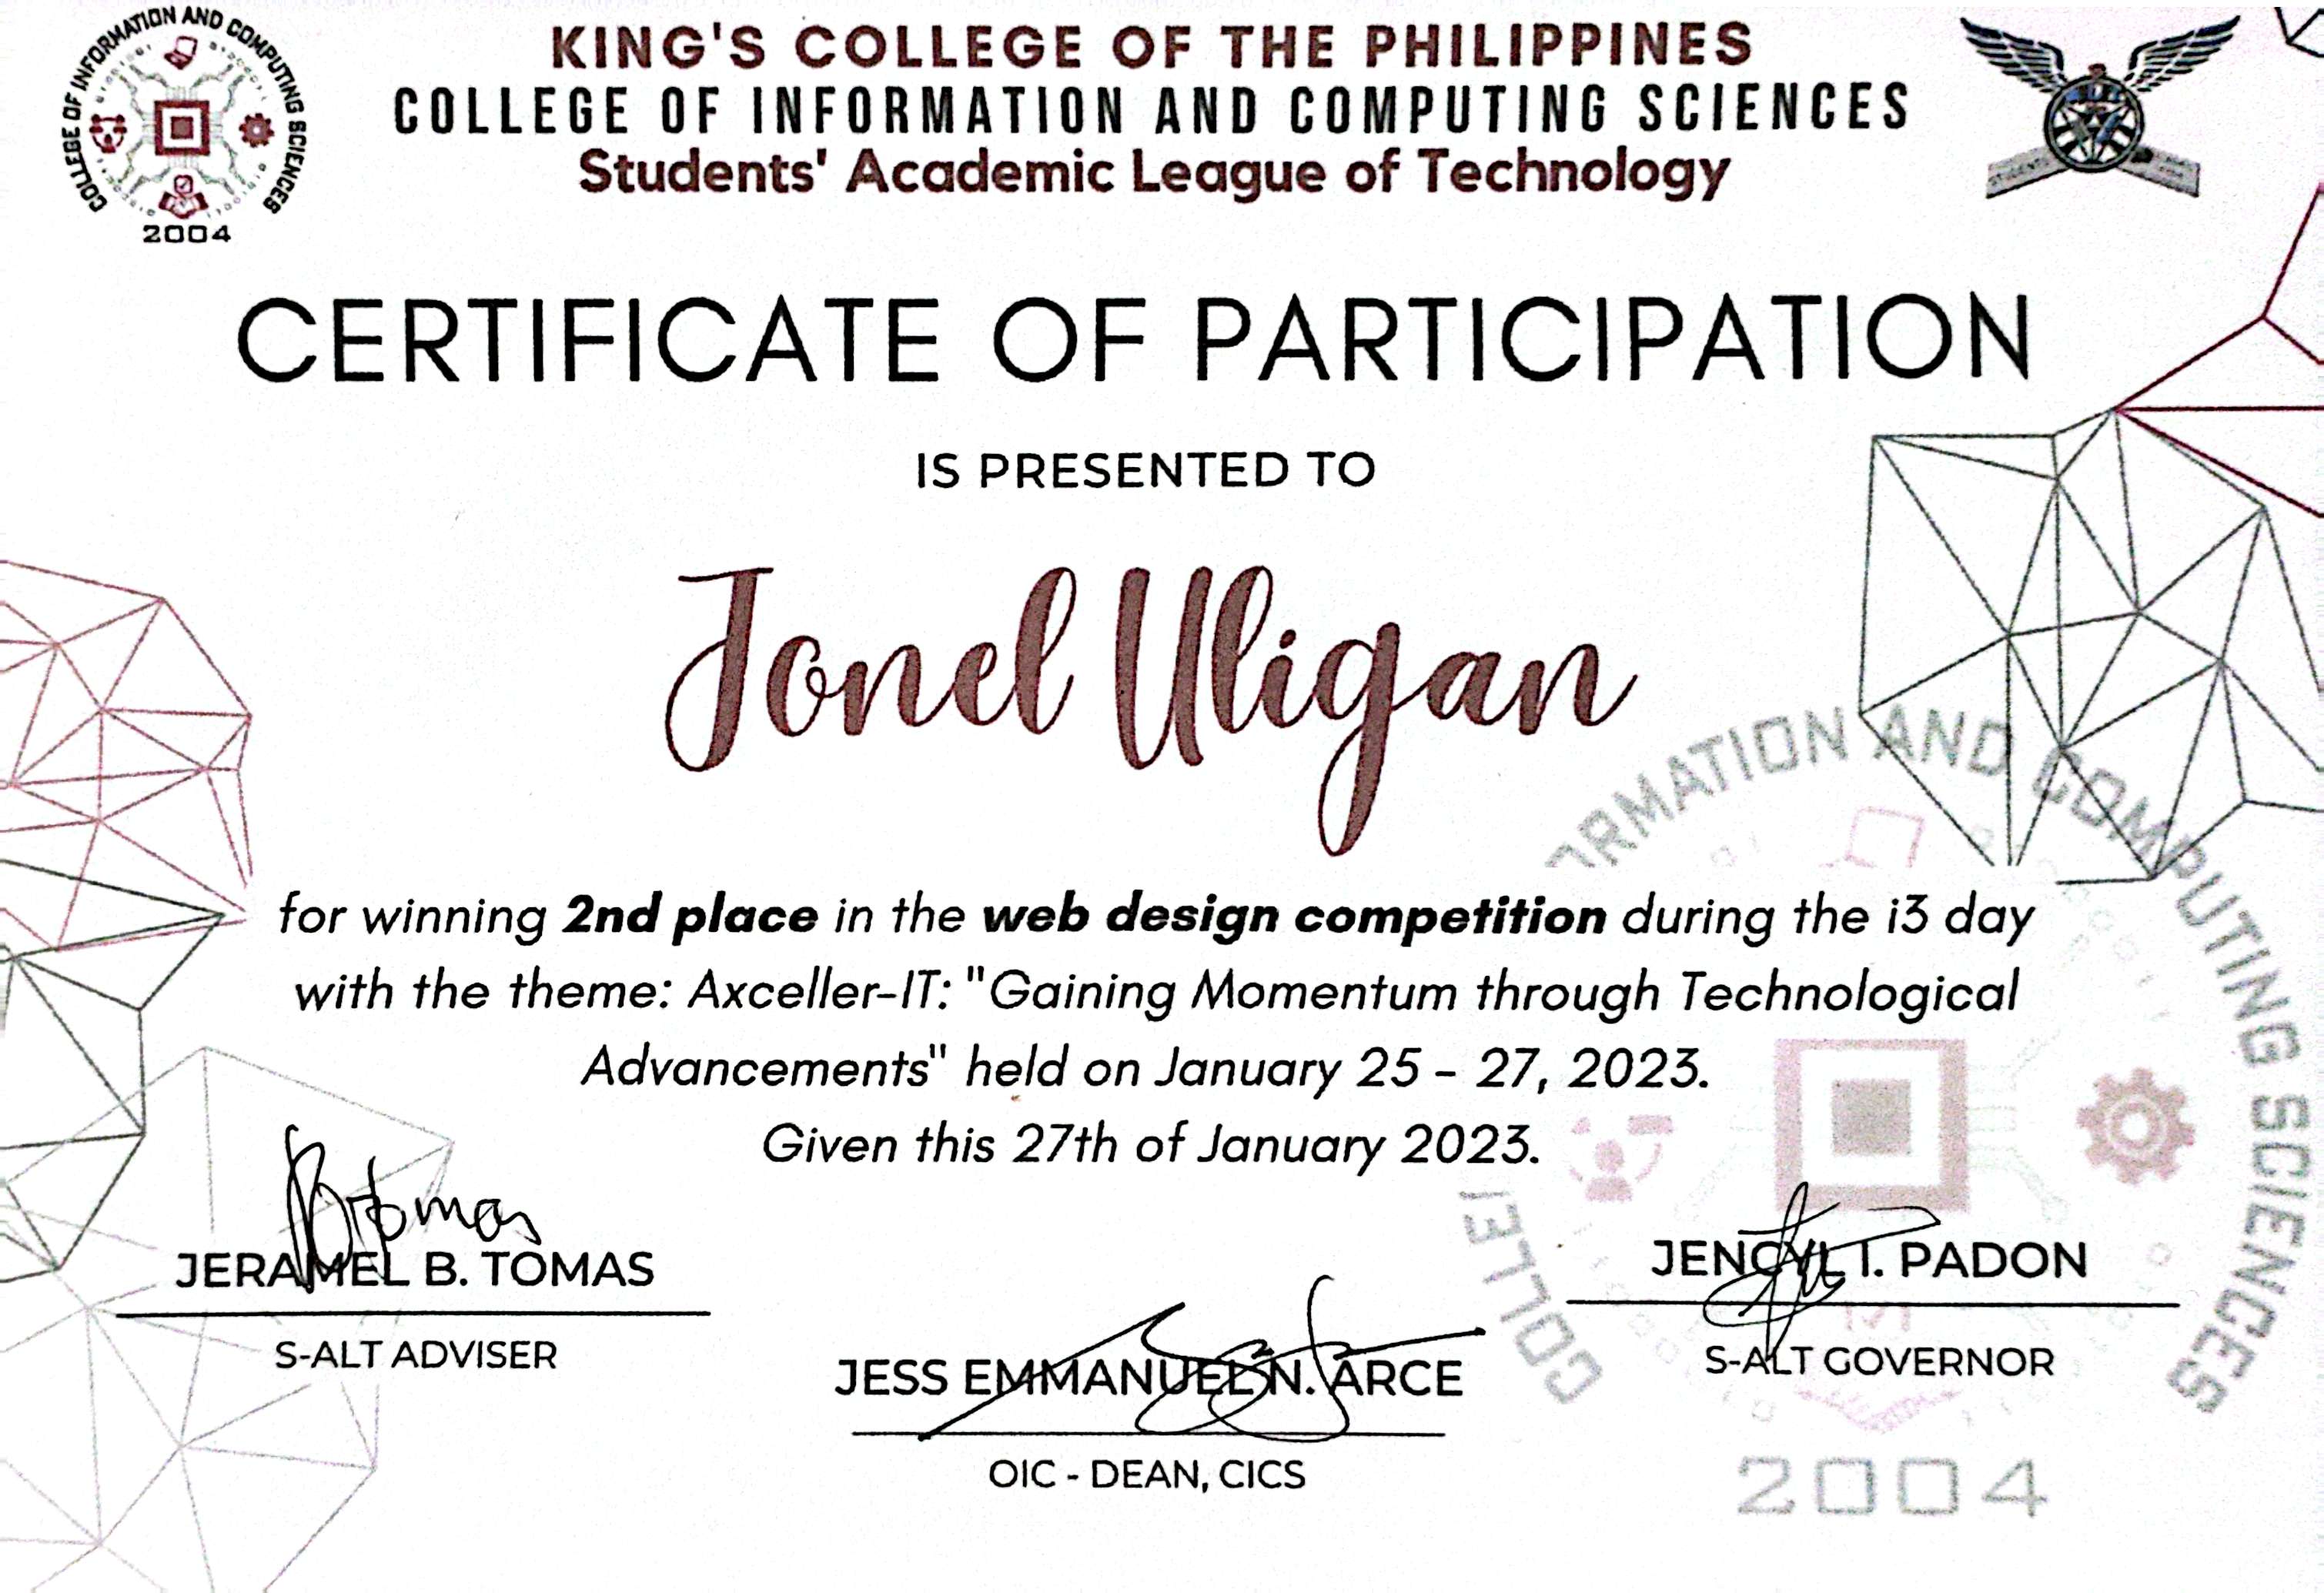 COLLEGE OF INFORMATION AND COMPUTING SCIENCES
2004
KING'S COLLEGE OF THE PHILIPPINES
COLLEGE OF INFORMATION AND COMPUTING SCIENCES
Students' Academic League of Technology
CERTIFICATE OF PARTICIPATION
IS PRESENTED TO
Jonel Uligan
for winning 2nd place in the web design competition during the i3 day
with the theme: Axceller-IT: "Gaining Momentum through Technological
Advancements" held on January 25 - 27, 2023.
Given this 27th of January 2023.
Tomas
JERAMEL B. TOMAS
S-ALT ADVISER
JESS EMMANUEL N. ARCE
OIC - DEAN, CICS
JENCYL I. PADON
S-ALT GOVERNOR
COLLE
RMATION AND COMPUTING SCIENCES
2004